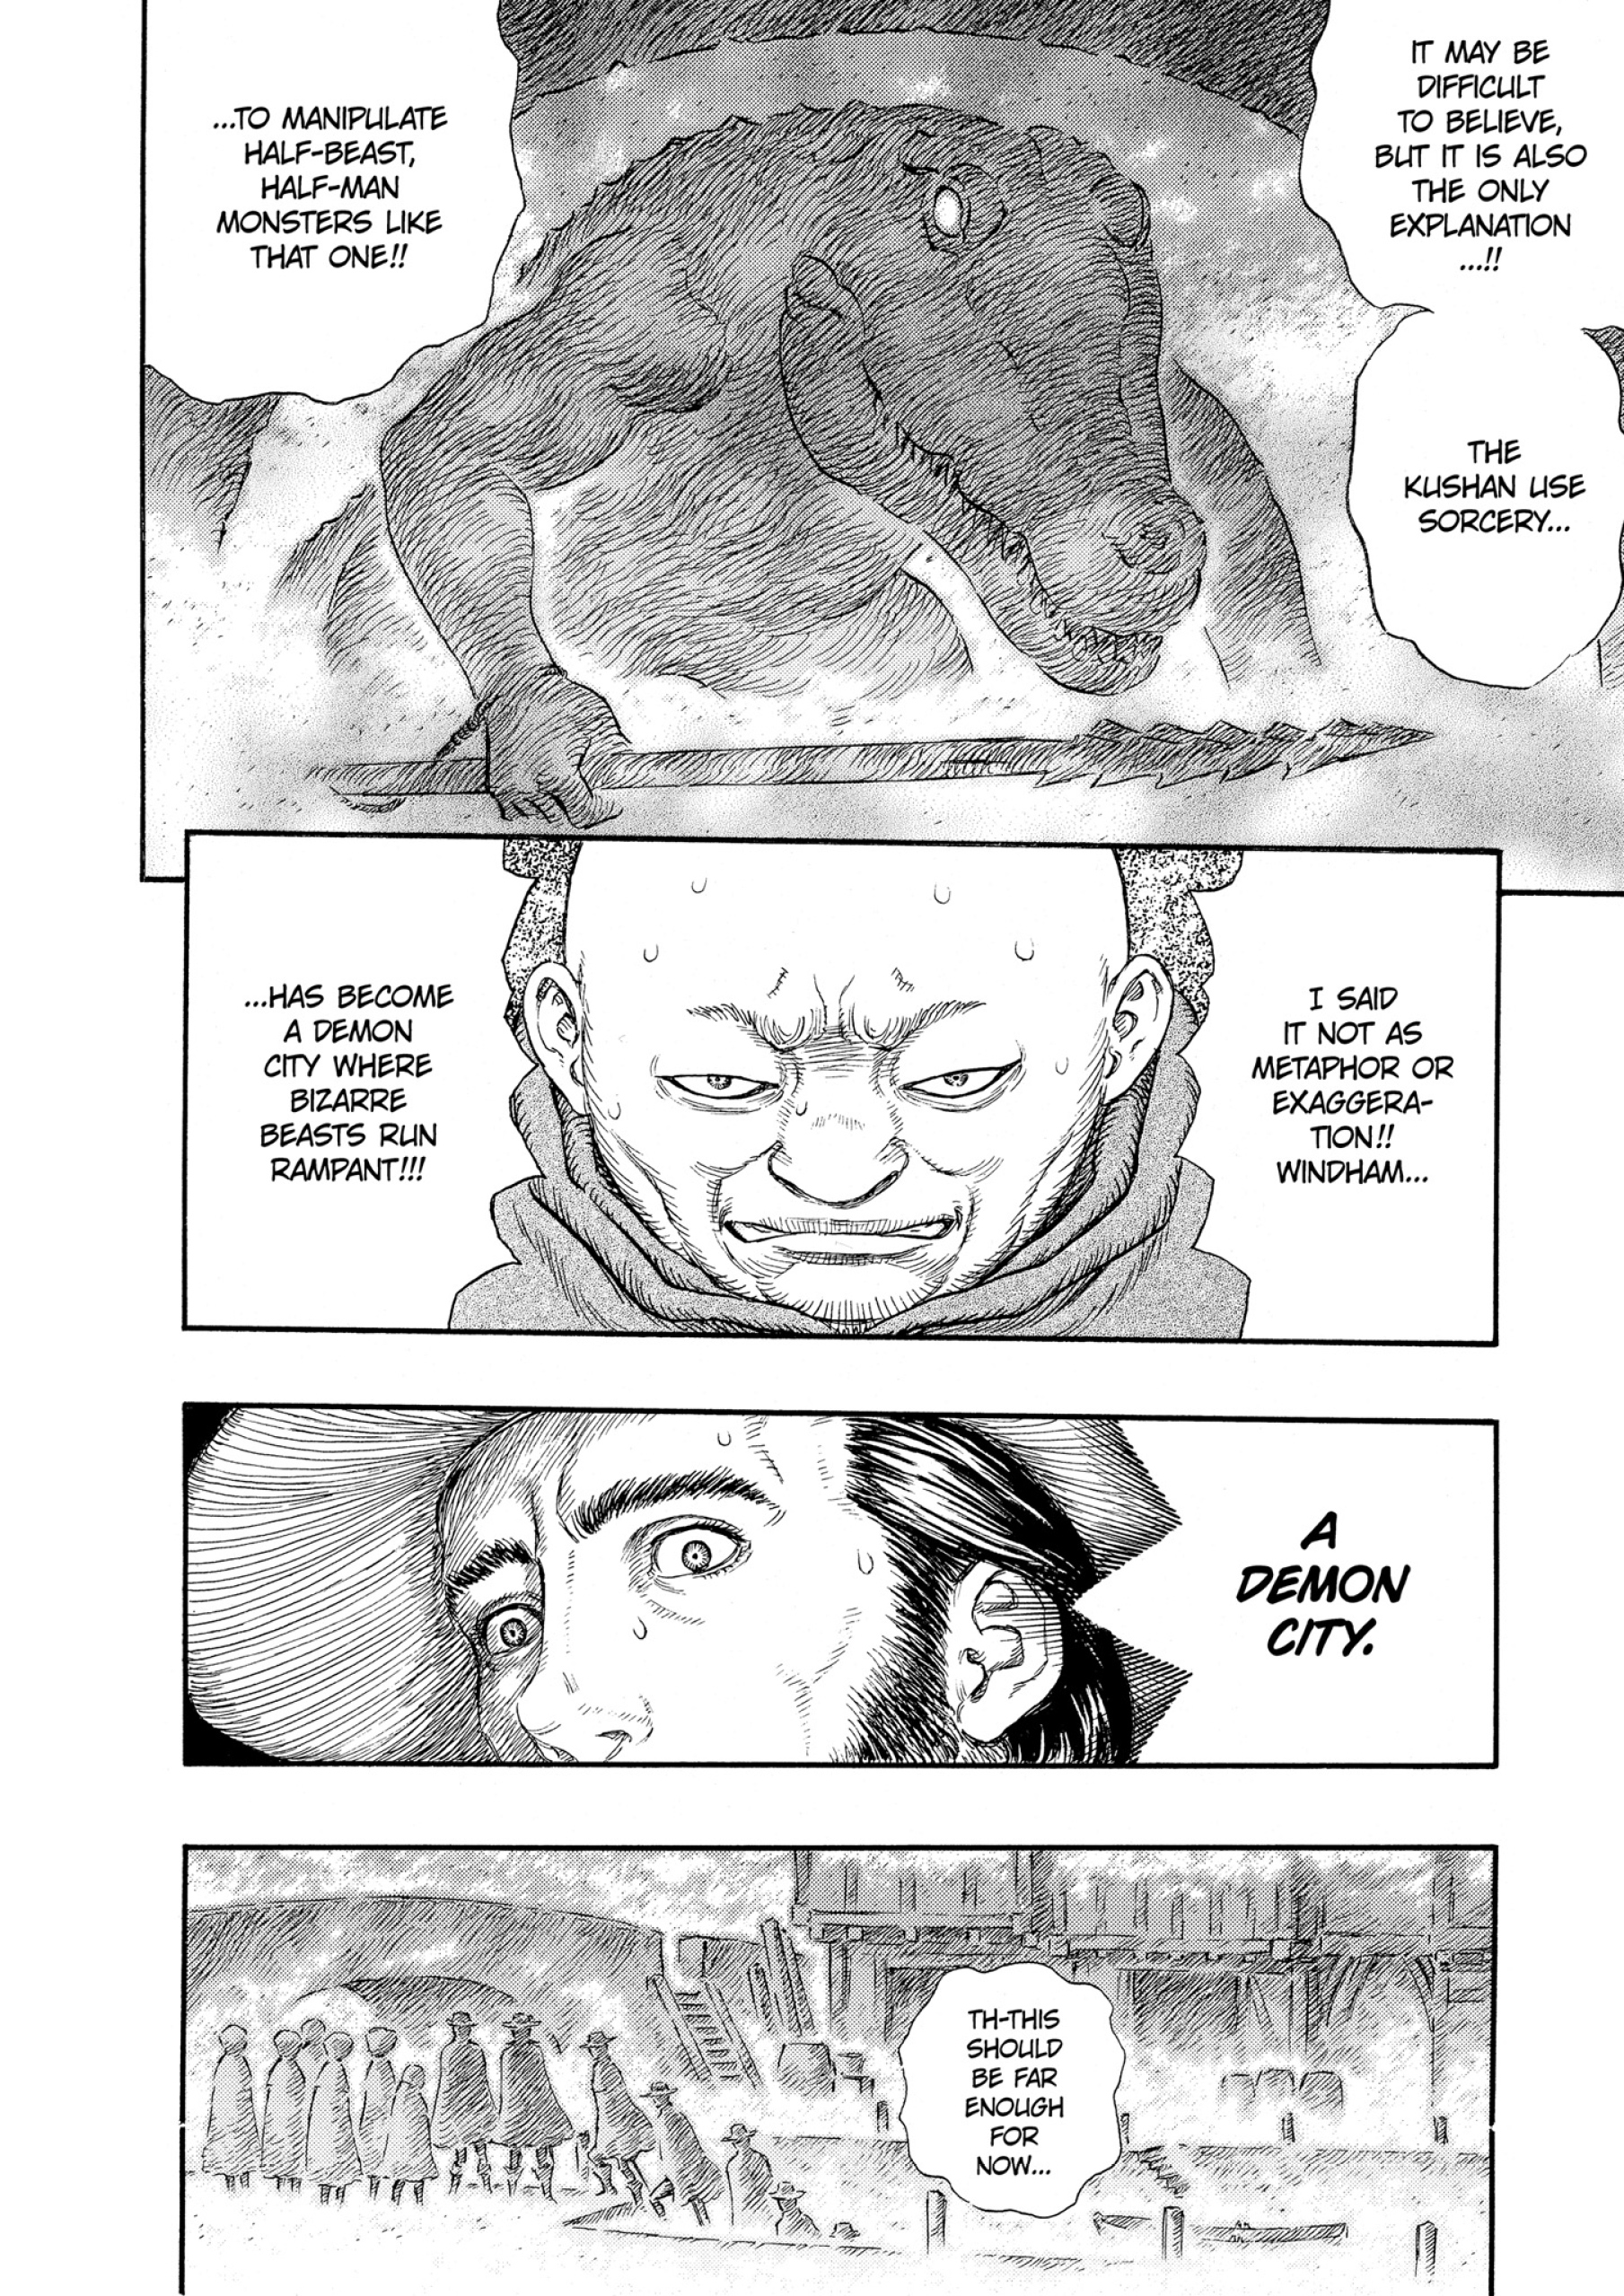 IT MAY BE
DIFFICULT
TO BELIEVE,
BUT IT IS ALSO
THE ONLY
EXPLANATION
...!!
THE
KUSHAN USE
SORCERY...
...TO MANIPULATE
HALF-BEAST,
HALF-MAN
MONSTERS LIKE
THAT ONE!!
I SAID
IT NOT AS
METAPHOR OR
EXAGGERA-
TION!!
WINDHAM...
...HAS BECOME
A DEMON
CITY WHERE
BIZARRE
BEASTS RUN
RAMPANT!!!
A
DEMON
CITY.
TH-THIS
SHOULD
BE FAR
ENOUGH
FOR
NOW...